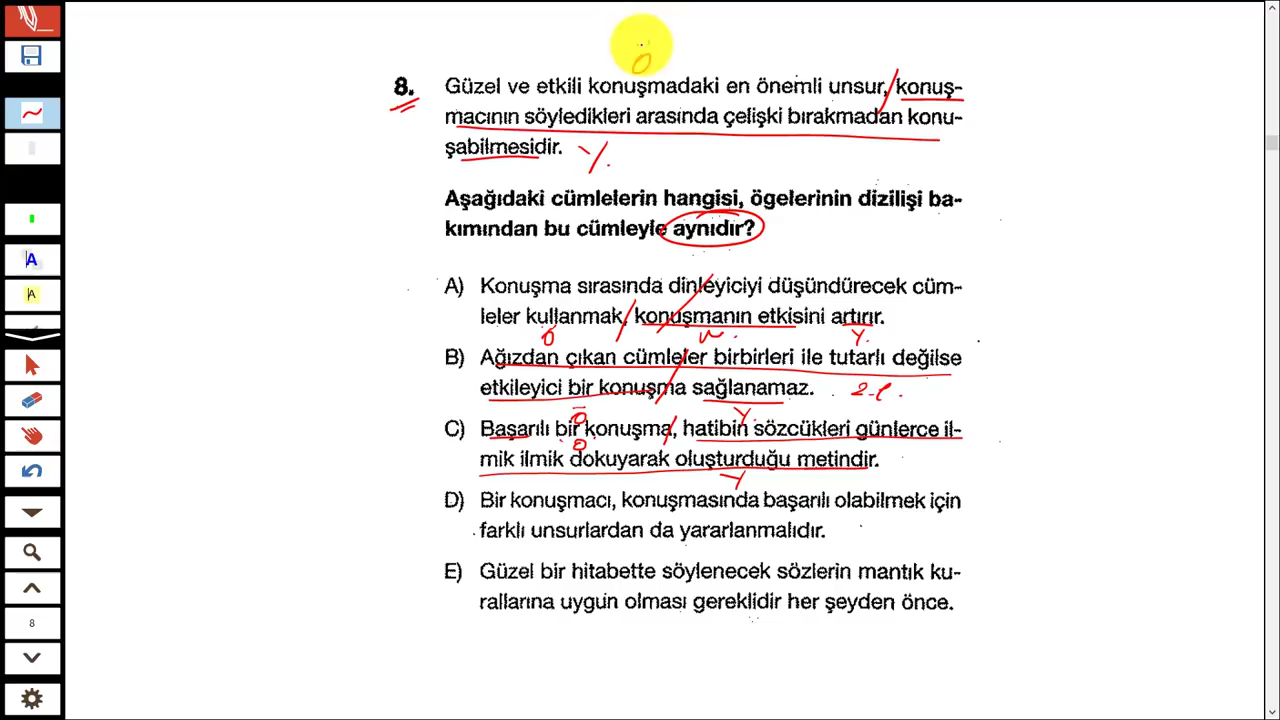 8. Güzel ve etkili konuşmadaki en önemli unsur, konuş-
macının söyledikleri arasında çelişki bırakmadan konu-
şabilmesidir. Y.
Aşağıdaki cümlelerin hangisi, ögelerinin dizilişi ba-
kımından bu cümleyle aynıdır?
A) Konuşma sırasında dinleyiciyi düşündürecek cüm-
leler kullanmak, konuşmanın etkisini artırır.
Ö N. Y.
B) Ağızdan çıkan cümleler birbirleri ile tutarlı değilse
etkileyici bir konuşma sağlanamaz.
Ö Y.
C) Başarılı bir konuşma, hatibin sözcükleri günlerce il-
Ö
mik ilmik dokuyarak oluşturduğu metindir.
Y
D) Bir konuşmacı, konuşmasında başarılı olabilmek için
farklı unsurlardan da yararlanmalıdır.
E) Güzel bir hitabette söylenecek sözlerin mantık ku-
rallarına uygun olması gereklidir her şeyden önce.
A
A
8